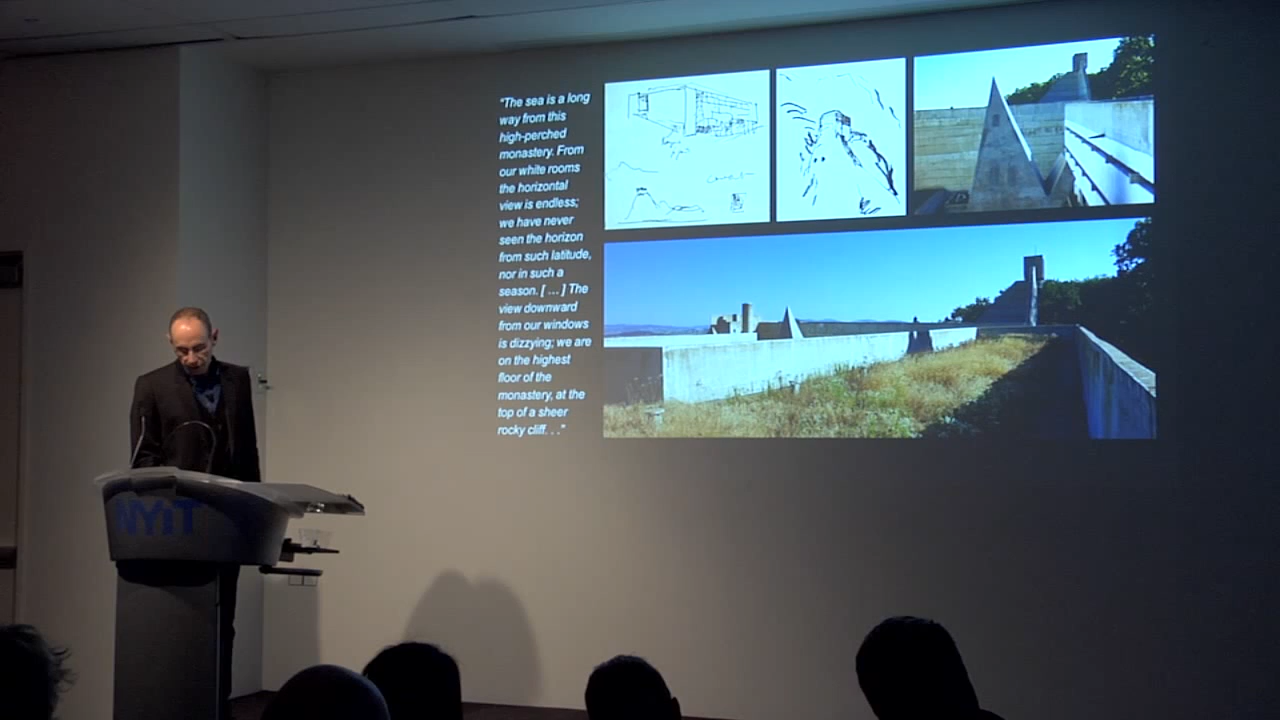 "The sea is a long
way from this
high-perched
monastery. From
our white rooms
the horizontal
view is endless;
we have never
seen the horizon
from such latitude,
nor in such a
season. [ ... ] The
view downward
from our windows
is dizzying; we are
on the highest
floor of the
monastery, at the
top of a sheer
rocky cliff. . ."
NYiT